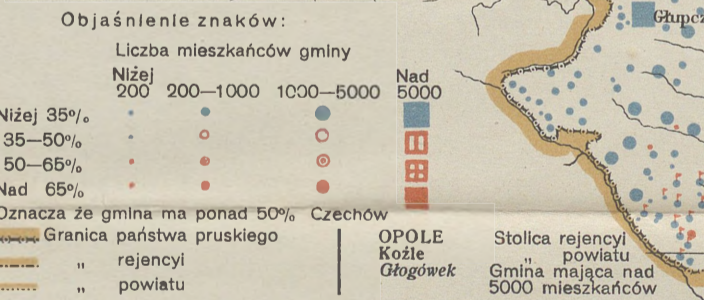 Objaśnienie znaków:
Liczba mieszkańców gminy
Niżej 200 200—1000 1000—5000 Nad 5000
Niżej 35%
35—50%
50—65%
Nad 65%
Oznacza że gmina ma ponad 50% Czechów
Granica państwa pruskiego
„ rejencyi
„ powiatu
OPOLE Stolica rejencyi
Koźle „ powiatu
Głogówek Gmina mająca nad
5000 mieszkańców
Głupcz